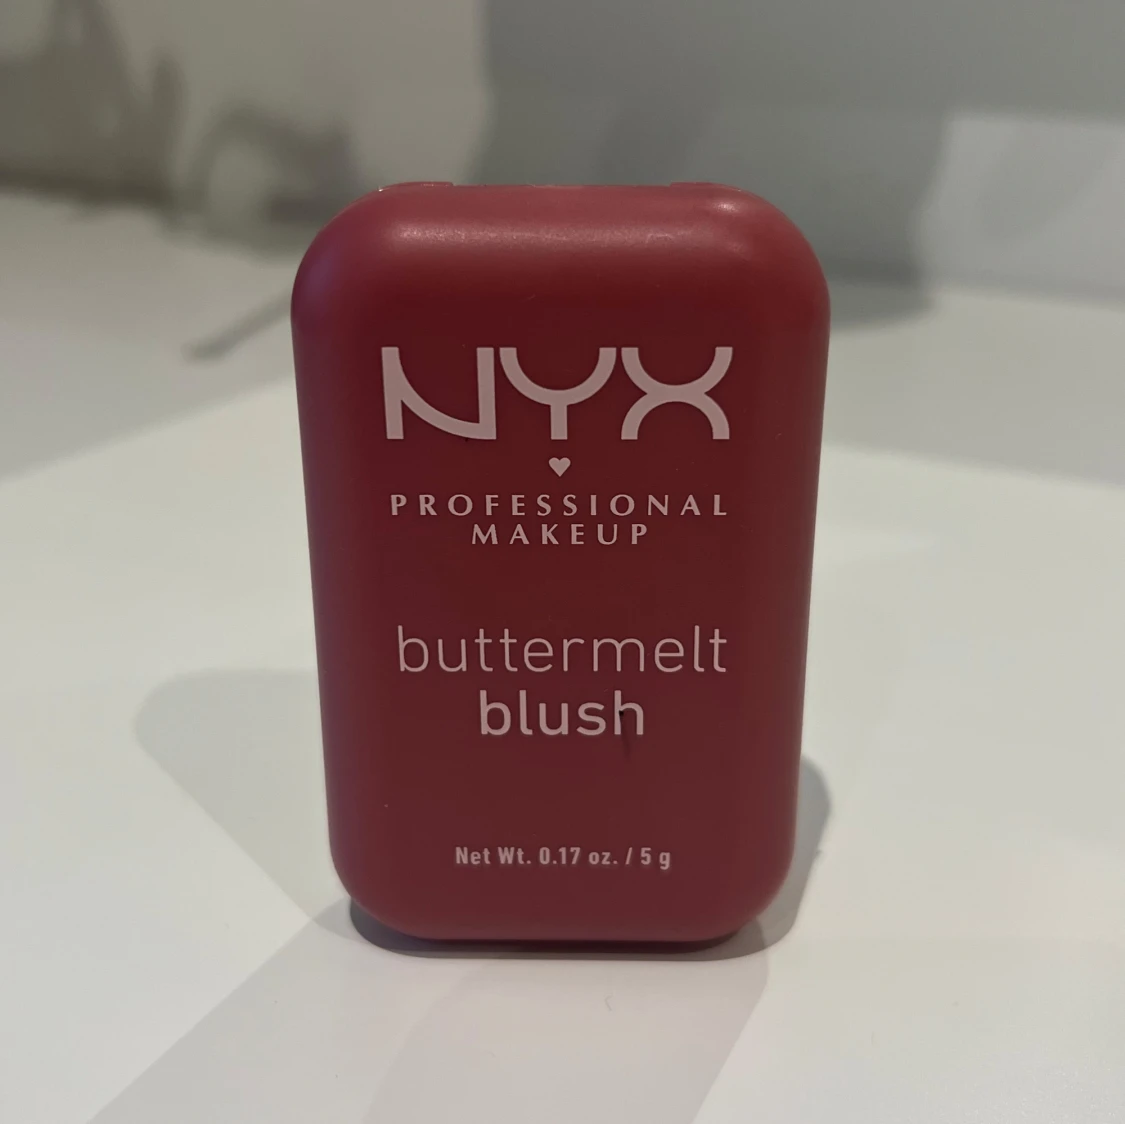 NYX
PROFESSIONAL
MAKEUP
buttermelt
blush
Net Wt. 0.17 oz. / 5 g